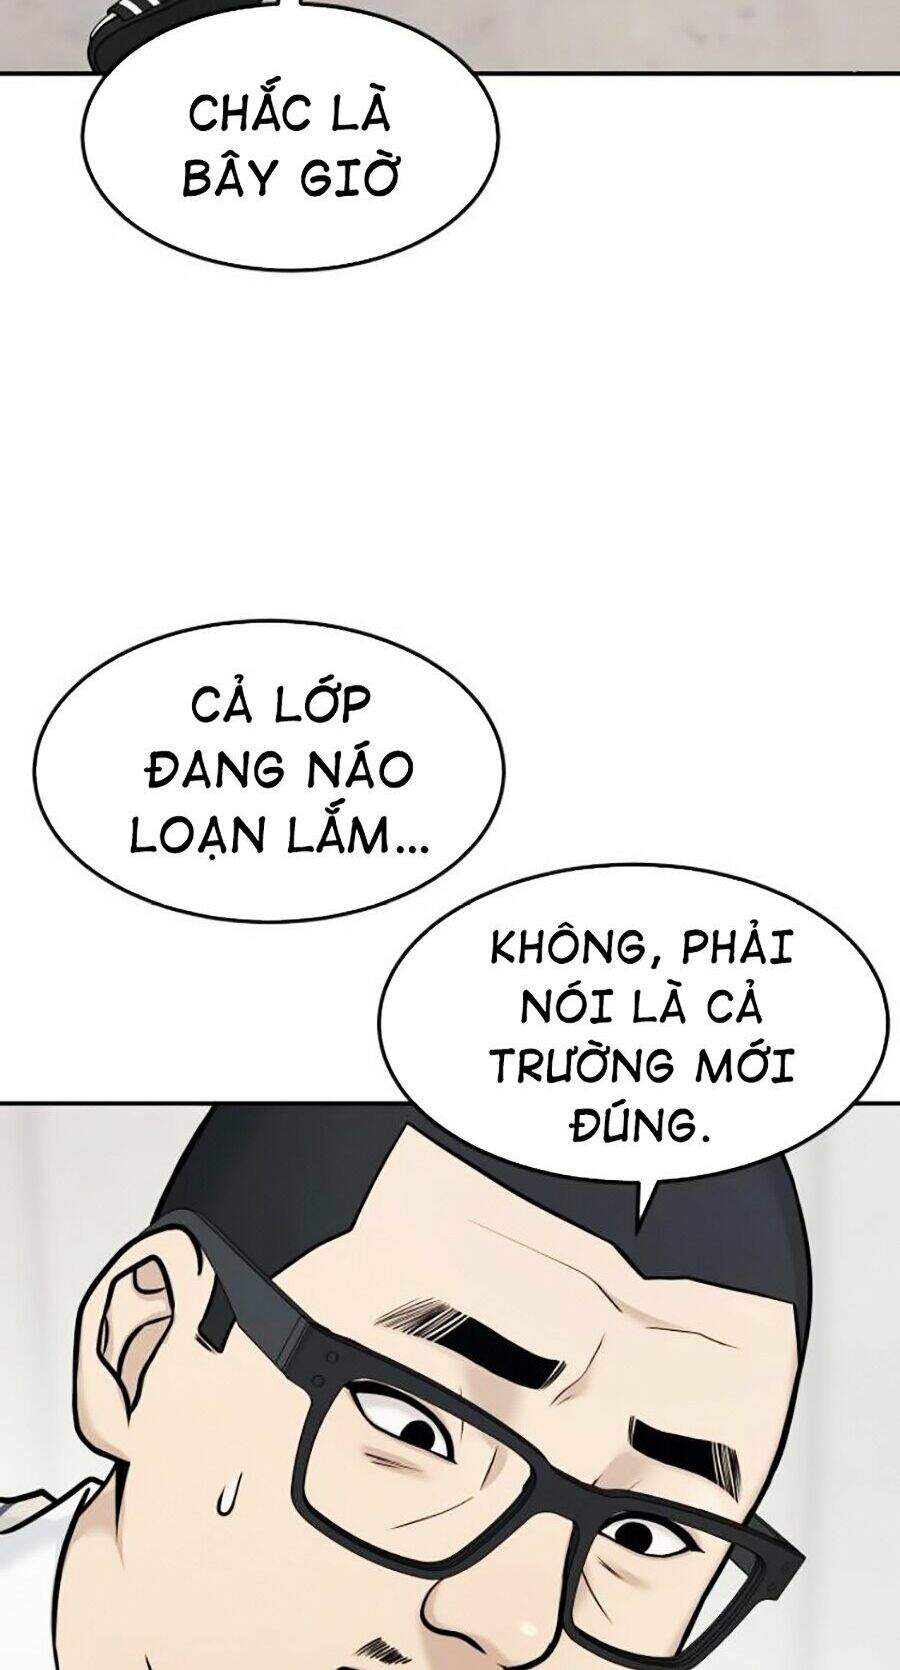 CHẮC LÀ
BÂY GIỜ
CẢ LỚP
ĐANG NÁO
LOẠN LẮM...
KHÔNG, PHẢI
NÓI LÀ CẢ
TRƯỜNG MỚI
ĐÚNG.